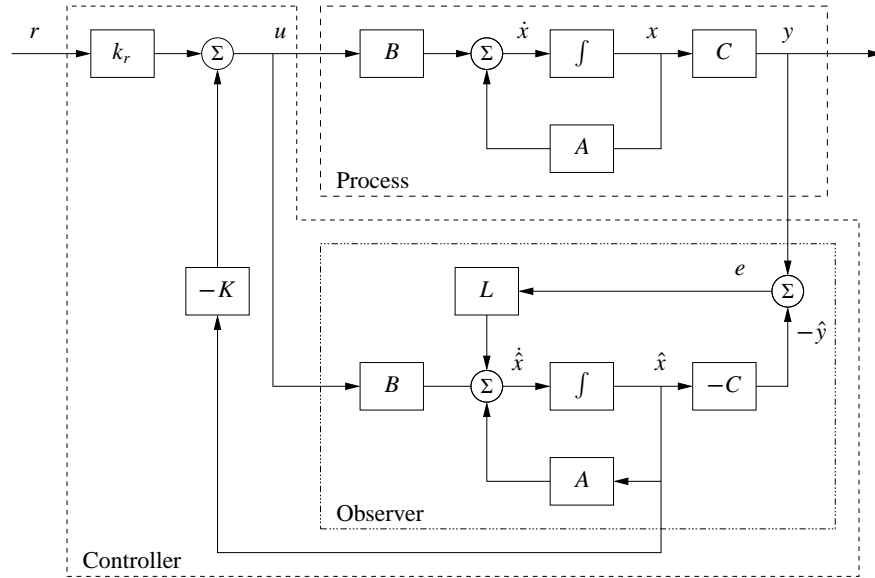 r
k_r
Σ
u
B
Σ
ẋ
∫
x
C
y
A
Process
−K
L
e
Σ
−ŷ
B
Σ
x̂̇
∫
x̂
−C
A
Observer
Controller